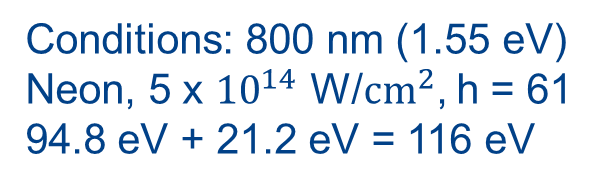 Conditions: 800 nm (1.55 eV)
Neon, 5 x 10¹⁴ W/cm², h = 61
94.8 eV + 21.2 eV = 116 eV